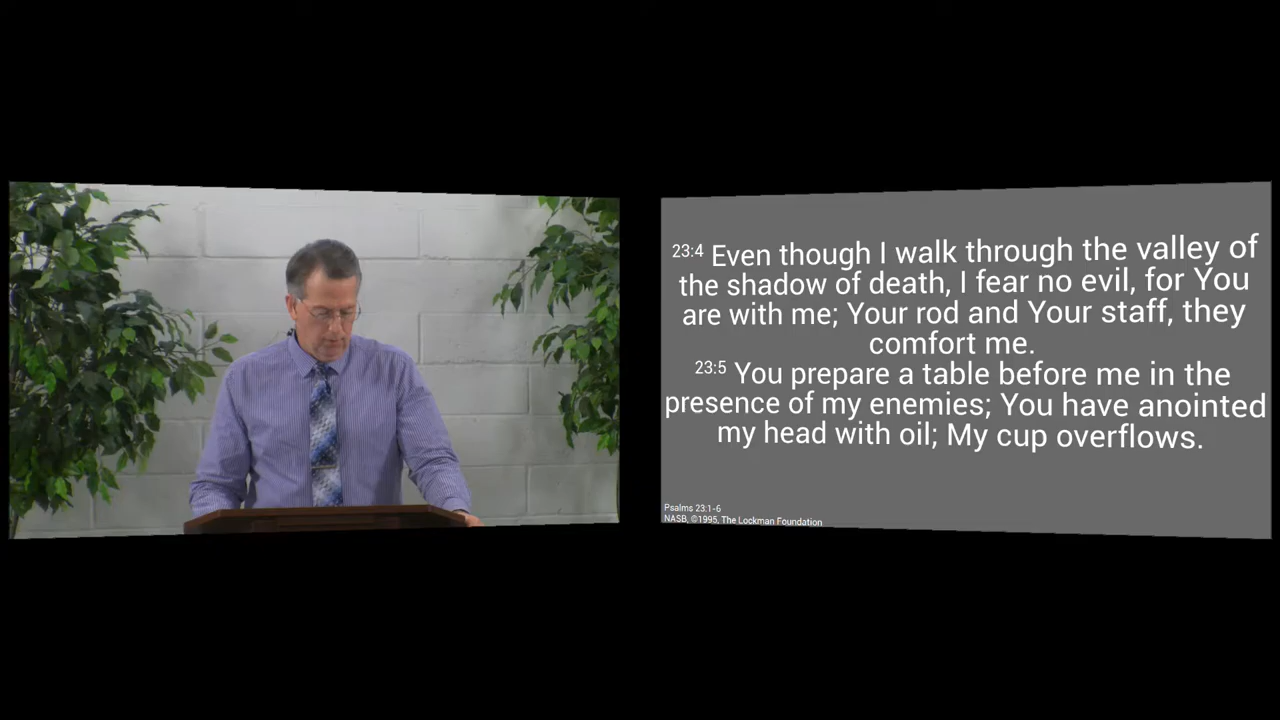 23:4 Even though I walk through the valley of
the shadow of death, I fear no evil, for You
are with me; Your rod and Your staff, they
comfort me.
23:5 You prepare a table before me in the
presence of my enemies; You have anointed
my head with oil; My cup overflows.
Psalms 23:1-6
NASB, ©1995, The Lockman Foundation